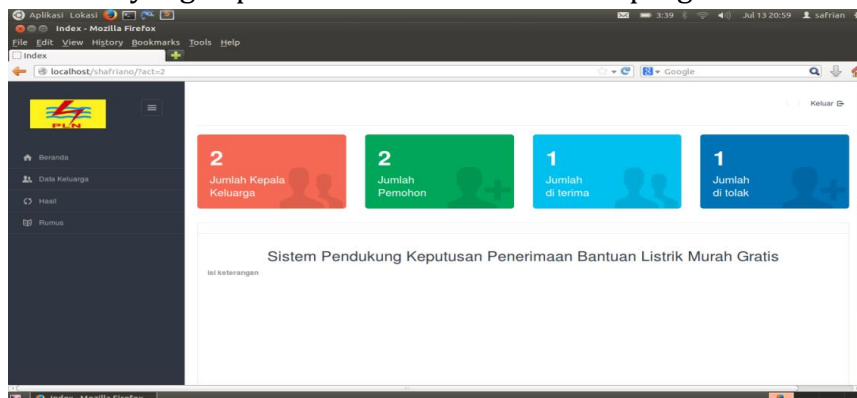 Aplikasi Lokasi 3:39 Jul 13 20:59 safrian
Index - Mozilla Firefox
File Edit View History Bookmarks Tools Help
Index
localhost/shafriano/?act=2 Google
PLN
Keluar
Beranda
Data Keluarga
Hasil
Rumus
2
Jumlah Kepala
Keluarga
2
Jumlah
Pemohon
1
Jumlah
di terima
1
Jumlah
di tolak
Sistem Pendukung Keputusan Penerimaan Bantuan Listrik Murah Gratis
isi keterangan
Index - Mozilla Firefox